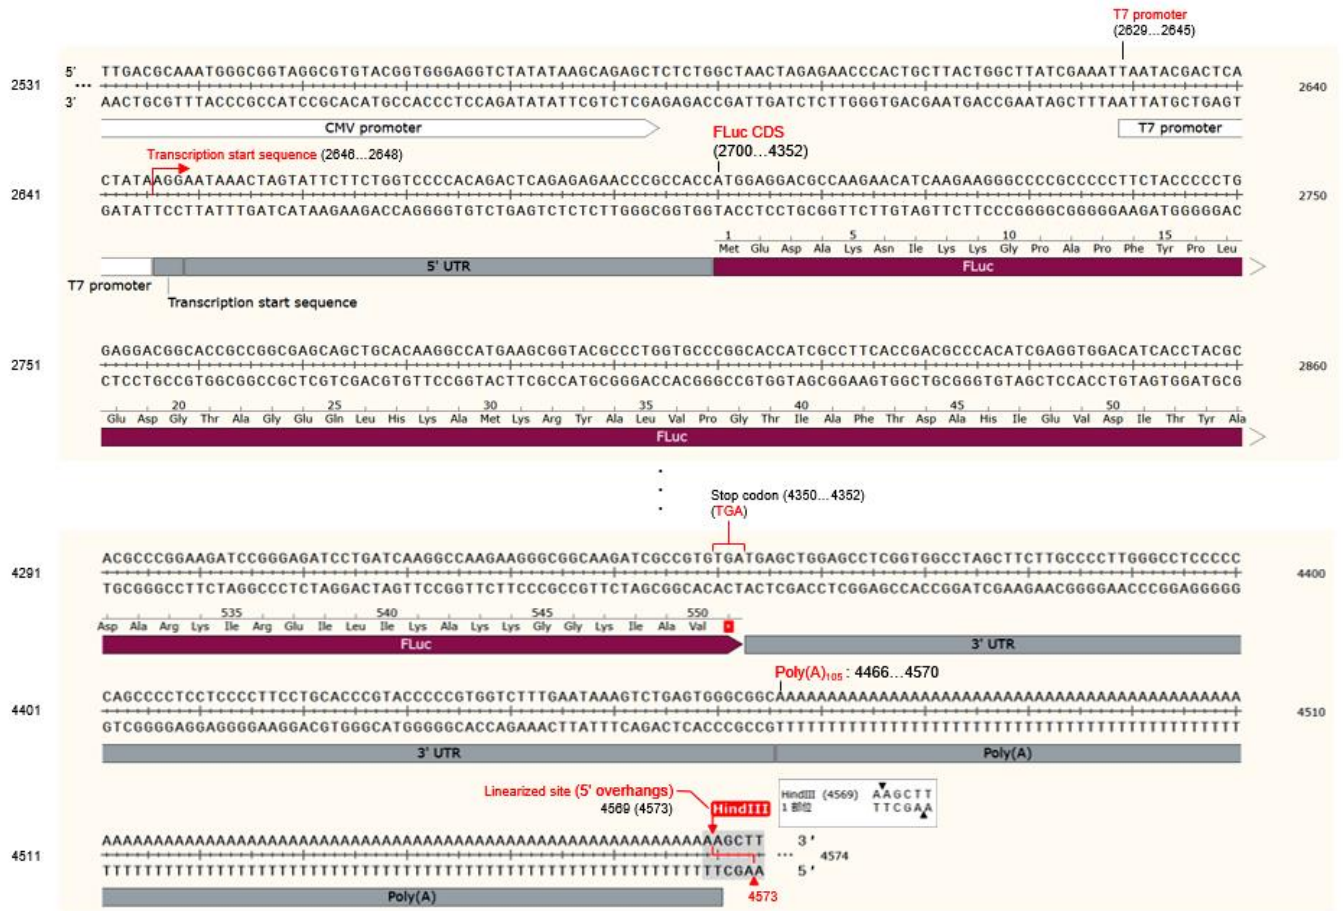 T7 promoter
(2629...2645)
5' TTGACGCAAATGGGCGGTAGGCGTGTACGGTGGGAGGTCTATATAAGCAGAGCTCTCTGGCTAACTAGAGAACCCACTGCTTACTGGCTTATCGAAATTAATACGACTCA
2531 ... 2640
3' AACTGCGTTTACCCGCCATCCGCACATGCCACCCTCCAGATATATTCGTCTCGAGAGACCGATTGATCTCTTGGGTGACGAATGACCGAATAGCTTTAATTATGCTGAGT
CMV promoter T7 promoter
FLuc CDS
(2700...4352)
Transcription start sequence (2646...2648)
CTATAAGGAATAAACTAGTATTCTTCTGGTCCCCACAGACTCAGAGAGAACCCGCCACCATGGAGGACGCCAAGAACATCAAGAAGGGCCCCGCCCCCTTCTACCCCCTG
2641 2750
GATATTCCTTATTTGATCATAAGAAGACCAGGGGTGTCTGAGTCTCTCTTGGGCGGTGGTACCTCCTGCGGTTCTTGTAGTTCTTCCCGGGGCGGGGGAAGATGGGGGAC
1 5 10 15
Met Glu Asp Ala Lys Asn Ile Lys Lys Gly Pro Ala Pro Phe Tyr Pro Leu
5' UTR FLuc
T7 promoter
Transcription start sequence
GAGGACGGCACCGCCGGCGAGCAGCTGCACAAGGCCATGAAGCGGTACGCCCTGGTGCCCGGCACCATCGCCTTCACCGACGCCCACATCGAGGTGGACATCACCTACGC
2751 2860
CTCCTGCCGTGGCGGCCGCTCGTCGACGTGTTCCGGTACTTCGCCATGCGGGACCACGGGCCGTGGTAGCGGAAGTGGCTGCGGGTGTAGCTCCACCTGTAGTGGATGCG
20 25 30 35 40 45 50
Glu Asp Gly Thr Ala Gly Glu Gln Leu His Lys Ala Met Lys Arg Tyr Ala Leu Val Pro Gly Thr Ile Ala Phe Thr Asp Ala His Ile Glu Val Asp Ile Thr Tyr Ala
FLuc
Stop codon (4350...4352)
(TGA)
ACGCCCGGAAGATCCGGGAGATCCTGATCAAGGCCAAGAAGGGCGGCAAGATCGCCGTGTGATGAGCTGGAGCCTCGGTGGCCTAGCTTCTTGCCCCTTGGGCCTCCCCC
4291 4400
TGCGGGCCTTCTAGGCCCTCTAGGACTAGTTCCGGTTCTTCCCGCCGTTCTAGCGGCACACTACTCGACCTCGGAGCCACCGGATCGAAGAACGGGGAACCCGGAGGGGG
535 540 545 550
Asp Ala Arg Lys Ile Arg Glu Ile Leu Ile Lys Ala Lys Lys Gly Gly Lys Ile Ala Val *
FLuc 3' UTR
Poly(A)105 : 4466...4570
CAGCCCCTCCTCCCCTTCCTGCACCCGTACCCCCGTGGTCTTTGAATAAAGTCTGAGTGGGCGGCAAAAAAAAAAAAAAAAAAAAAAAAAAAAAAAAAAAAAAAAAAAAA
4401 4510
GTCGGGGAGGAGGGGAAGGACGTGGGCATGGGGGCACCAGAAACTTATTTCAGACTCACCCGCCGTTTTTTTTTTTTTTTTTTTTTTTTTTTTTTTTTTTTTTTTTTTTT
3' UTR Poly(A)
Linearized site (5' overhangs)
4569 (4573)
HindIII
HindIII (4569) AAGCTT
1 部位 TTCGAA
AAAAAAAAAAAAAAAAAAAAAAAAAAAAAAAAAAAAAAAAAAAAAAAAAAAAAAAAAAAAGCTT 3'
4511 ... 4574
TTTTTTTTTTTTTTTTTTTTTTTTTTTTTTTTTTTTTTTTTTTTTTTTTTTTTTTTTTTTCGAA 5'
4573
Poly(A)